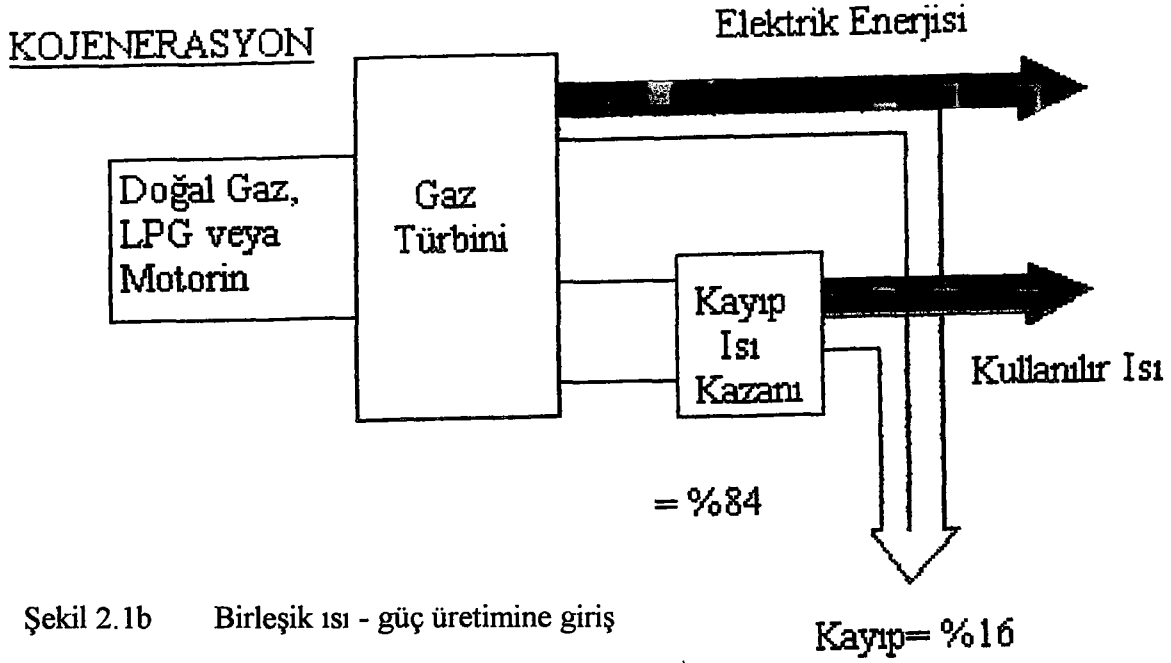 KOJENERASYON
Elektrik Enerjisi
Doğal Gaz,
LPG veya
Motorin
Gaz
Türbini
Kayıp
Isı
Kazanı
Kullanılır Isı
= %84
Şekil 2.1b Birleşik ısı - güç üretimine giriş
Kayıp= %16